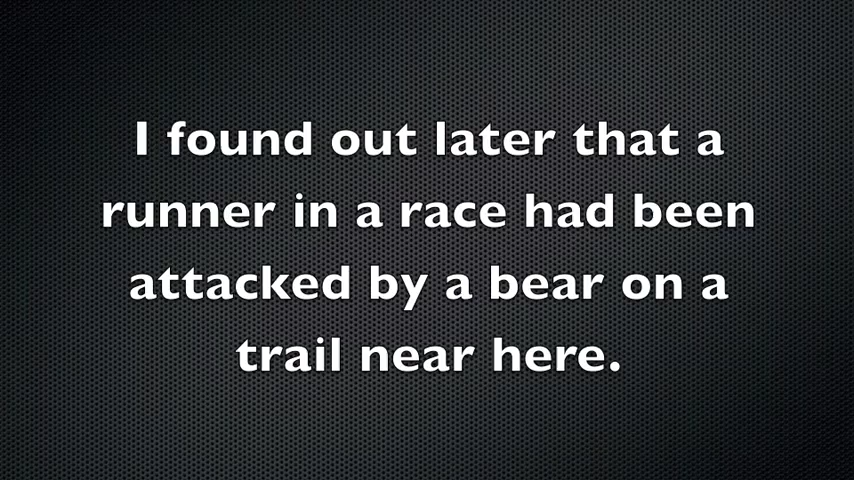 I found out later that a
runner in a race had been
attacked by a bear on a
trail near here.